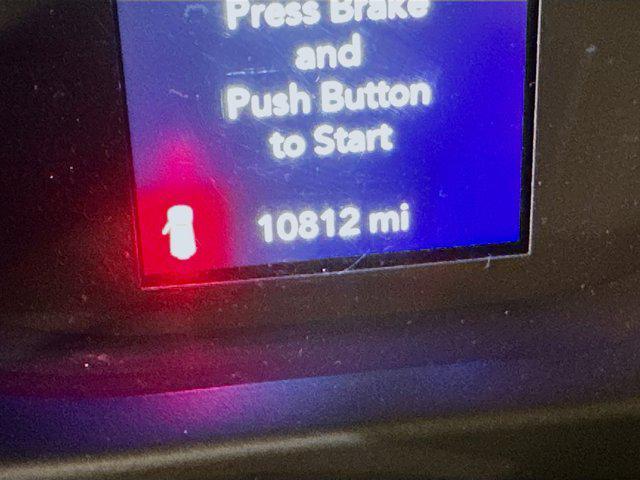 Press Brake
and
Push Button
to Start
10812 mi